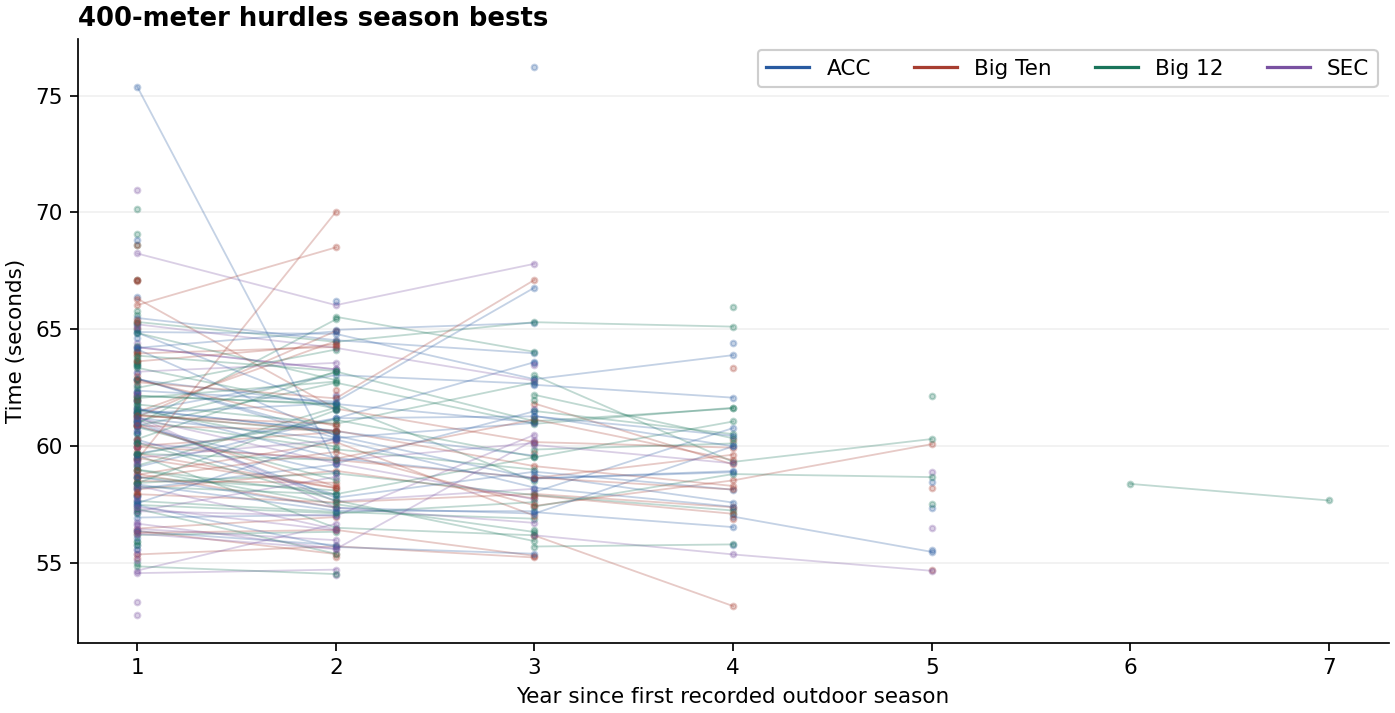 400-meter hurdles season bests
ACC Big Ten Big 12 SEC
75
70
65
60
55
Time (seconds)
1 2 3 4 5 6 7
Year since first recorded outdoor season